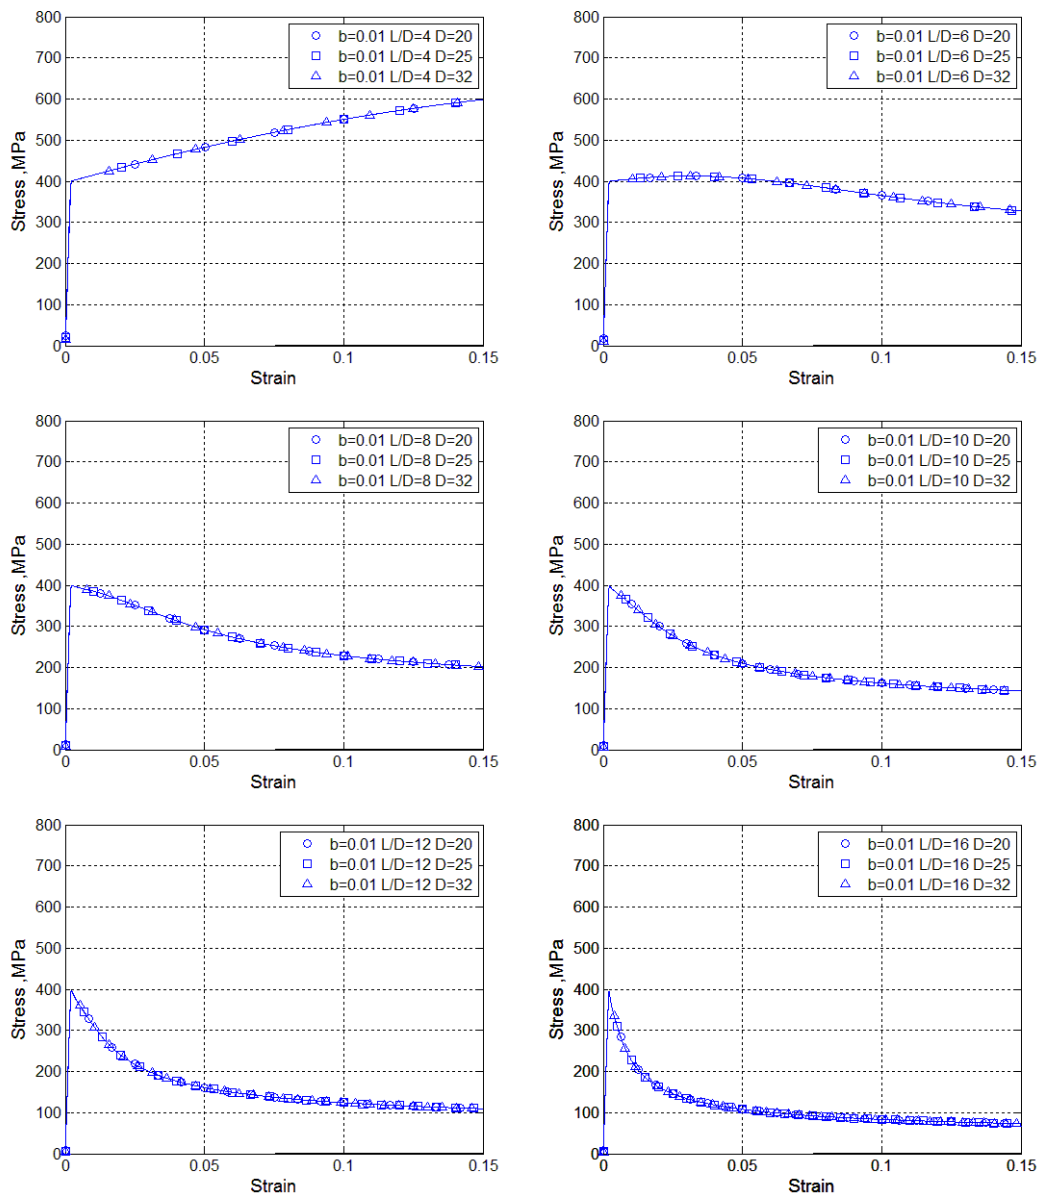 800
700
600
500
400
300
200
100
0
Stress ,MPa
b=0.01 L/D=4 D=20
b=0.01 L/D=4 D=25
b=0.01 L/D=4 D=32
0 0.05 0.1 0.15
Strain
800
700
600
500
400
300
200
100
0
Stress ,MPa
b=0.01 L/D=6 D=20
b=0.01 L/D=6 D=25
b=0.01 L/D=6 D=32
0 0.05 0.1 0.15
Strain
800
700
600
500
400
300
200
100
0
Stress ,MPa
b=0.01 L/D=8 D=20
b=0.01 L/D=8 D=25
b=0.01 L/D=8 D=32
0 0.05 0.1 0.15
Strain
800
700
600
500
400
300
200
100
0
Stress ,MPa
b=0.01 L/D=10 D=20
b=0.01 L/D=10 D=25
b=0.01 L/D=10 D=32
0 0.05 0.1 0.15
Strain
800
700
600
500
400
300
200
100
0
Stress ,MPa
b=0.01 L/D=12 D=20
b=0.01 L/D=12 D=25
b=0.01 L/D=12 D=32
0 0.05 0.1 0.15
Strain
800
700
600
500
400
300
200
100
0
Stress ,MPa
b=0.01 L/D=16 D=20
b=0.01 L/D=16 D=25
b=0.01 L/D=16 D=32
0 0.05 0.1 0.15
Strain